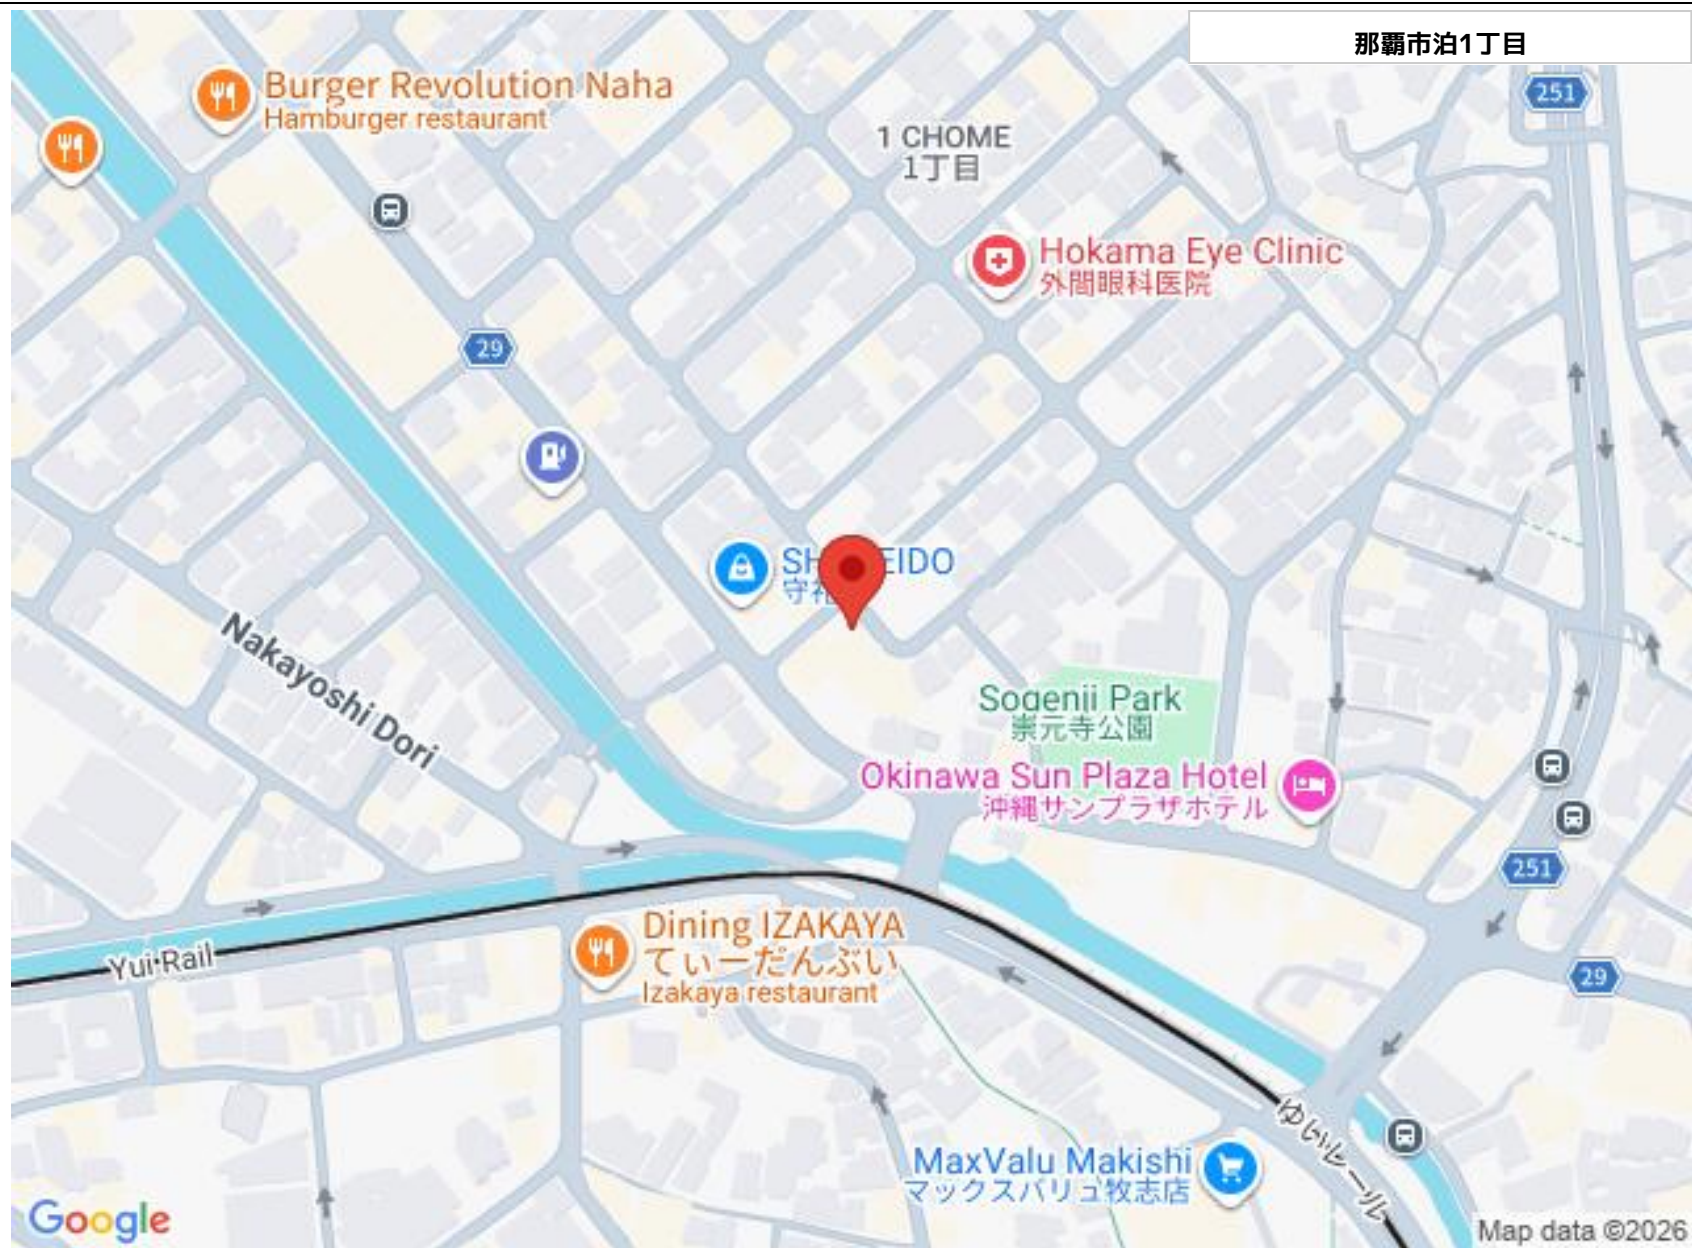 那覇市泊1丁目
251
Burger Revolution Naha
Hamburger restaurant
1 CHOME
1丁目
Hokama Eye Clinic
外間眼科医院
29
守礼
Nakayoshi Dori
Sogenji Park
崇元寺公園
Okinawa Sun Plaza Hotel
沖縄サンプラザホテル
251
Dining IZAKAYA
てぃーだんぶい
Izakaya restaurant
Yui Rail
29
ゆいレール
MaxValu Makishi
マックスバリュ牧志店
Google
Map data ©2026